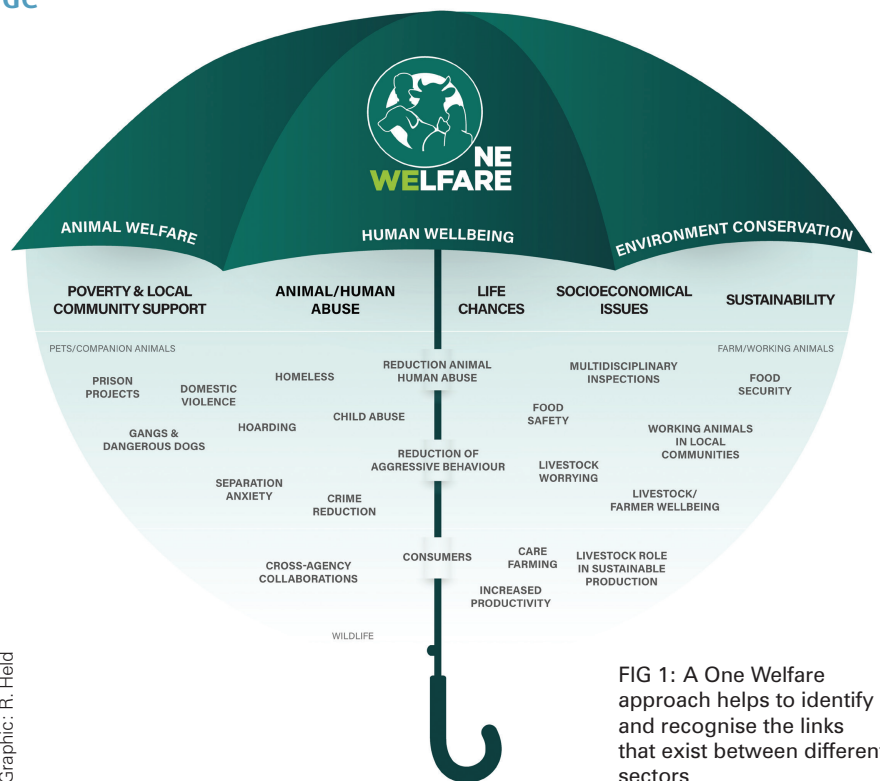 NE
WELFARE
ANIMAL WELFARE
HUMAN WELLBEING
ENVIRONMENT CONSERVATION
POVERTY & LOCAL
COMMUNITY SUPPORT
ANIMAL/HUMAN
ABUSE
LIFE
CHANCES
SOCIOECONOMICAL
ISSUES
SUSTAINABILITY
PETS/COMPANION ANIMALS
FARM/WORKING ANIMALS
PRISON
PROJECTS
DOMESTIC
VIOLENCE
HOMELESS
REDUCTION ANIMAL
HUMAN ABUSE
MULTIDISCIPLINARY
INSPECTIONS
FOOD
SECURITY
GANGS &
DANGEROUS DOGS
HOARDING
CHILD ABUSE
FOOD
SAFETY
WORKING ANIMALS
IN LOCAL
COMMUNITIES
REDUCTION OF
AGGRESSIVE BEHAVIOUR
SEPARATION
ANXIETY
CRIME
REDUCTION
LIVESTOCK
WORRYING
LIVESTOCK/
FARMER WELLBEING
CROSS-AGENCY
COLLABORATIONS
CONSUMERS
CARE
FARMING
LIVESTOCK ROLE
IN SUSTAINABLE
PRODUCTION
INCREASED
PRODUCTIVITY
WILDLIFE
Graphic: R. Held
FIG 1: A One Welfare
approach helps to identify
and recognise the links
that exist between different
sectors